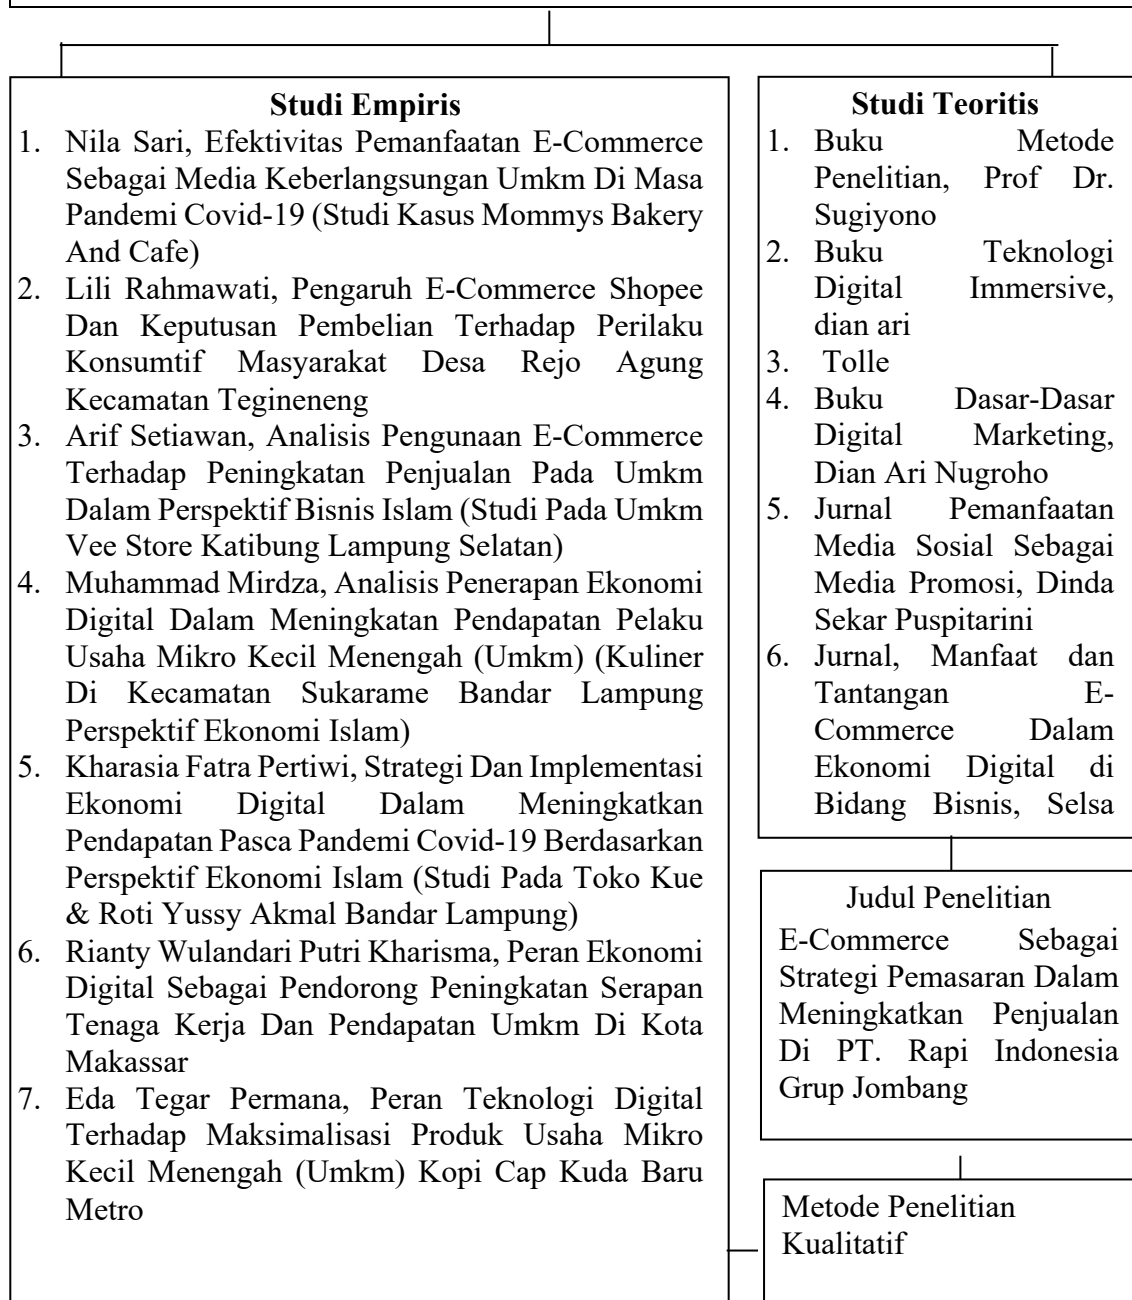 Studi Empiris
1. Nila Sari, Efektivitas Pemanfaatan E-Commerce
Sebagai Media Keberlangsungan Umkm Di Masa
Pandemi Covid-19 (Studi Kasus Mommys Bakery
And Cafe)
2. Lili Rahmawati, Pengaruh E-Commerce Shopee
Dan Keputusan Pembelian Terhadap Perilaku
Konsumtif Masyarakat Desa Rejo Agung
Kecamatan Tegineneng
3. Arif Setiawan, Analisis Pengunaan E-Commerce
Terhadap Peningkatan Penjualan Pada Umkm
Dalam Perspektif Bisnis Islam (Studi Pada Umkm
Vee Store Katibung Lampung Selatan)
4. Muhammad Mirdza, Analisis Penerapan Ekonomi
Digital Dalam Meningkatan Pendapatan Pelaku
Usaha Mikro Kecil Menengah (Umkm) (Kuliner
Di Kecamatan Sukarame Bandar Lampung
Perspektif Ekonomi Islam)
5. Kharasia Fatra Pertiwi, Strategi Dan Implementasi
Ekonomi Digital Dalam Meningkatkan
Pendapatan Pasca Pandemi Covid-19 Berdasarkan
Perspektif Ekonomi Islam (Studi Pada Toko Kue
& Roti Yussy Akmal Bandar Lampung)
6. Rianty Wulandari Putri Kharisma, Peran Ekonomi
Digital Sebagai Pendorong Peningkatan Serapan
Tenaga Kerja Dan Pendapatan Umkm Di Kota
Makassar
7. Eda Tegar Permana, Peran Teknologi Digital
Terhadap Maksimalisasi Produk Usaha Mikro
Kecil Menengah (Umkm) Kopi Cap Kuda Baru
Metro
Studi Teoritis
1. Buku Metode
Penelitian, Prof Dr.
Sugiyono
2. Buku Teknologi
Digital Immersive,
dian ari
3. Tolle
4. Buku Dasar-Dasar
Digital Marketing,
Dian Ari Nugroho
5. Jurnal Pemanfaatan
Media Sosial Sebagai
Media Promosi, Dinda
Sekar Puspitarini
6. Jurnal, Manfaat dan
Tantangan E-
Commerce Dalam
Ekonomi Digital di
Bidang Bisnis, Selsa
Judul Penelitian
E-Commerce Sebagai
Strategi Pemasaran Dalam
Meningkatkan Penjualan
Di PT. Rapi Indonesia
Grup Jombang
Metode Penelitian
Kualitatif